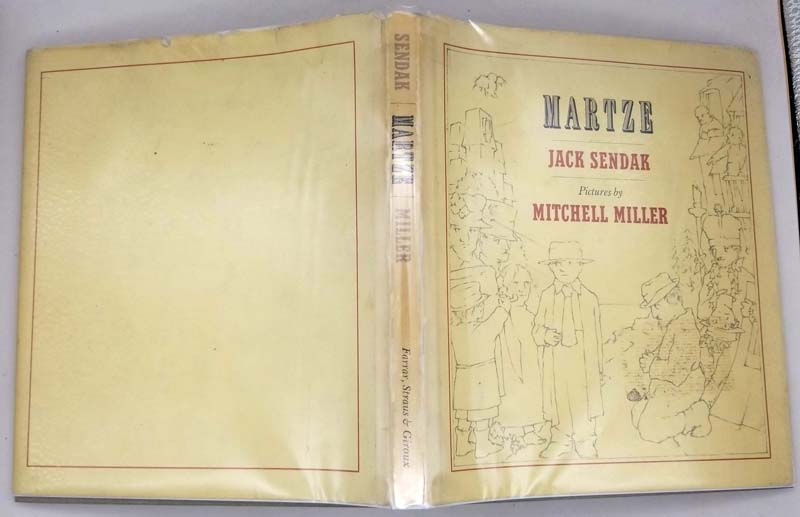 SENDAK
MARTZE
MILLER
Farrar, Straus & Giroux
MARTZE
JACK SENDAK
Pictures by
MITCHELL MILLER